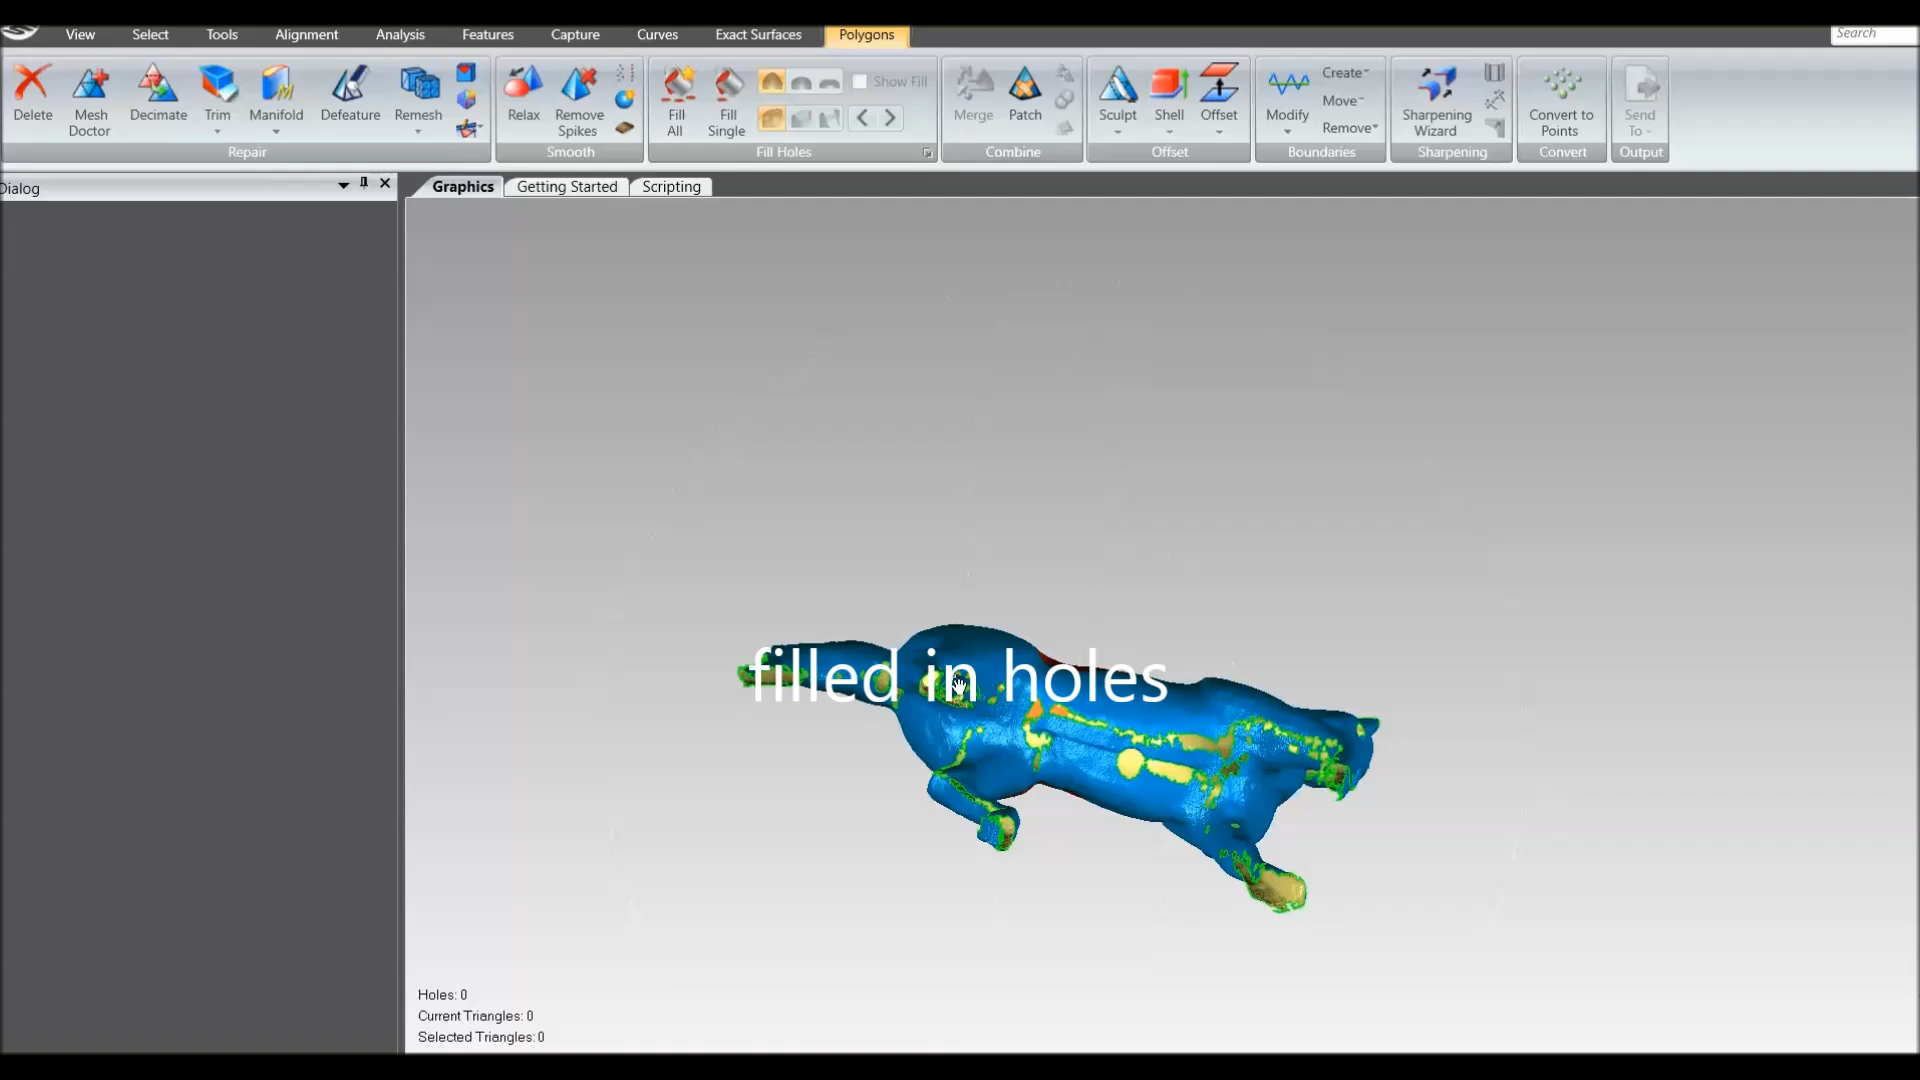 View Select Tools Alignment Analysis Features Capture Curves Exact Surfaces Polygons Search
Delete Mesh Doctor Decimate Trim Manifold Defeature Remesh
Repair
Relax Remove Spikes
Smooth
Fill All Fill Single Show Fill
Fill Holes
Merge Patch
Combine
Sculpt Shell Offset
Offset
Modify Create Move Remove
Boundaries
Sharpening Wizard
Sharpening
Convert to Points
Convert
Send To
Output
Dialog
Graphics Getting Started Scripting
filled in holes
Holes: 0
Current Triangles: 0
Selected Triangles: 0